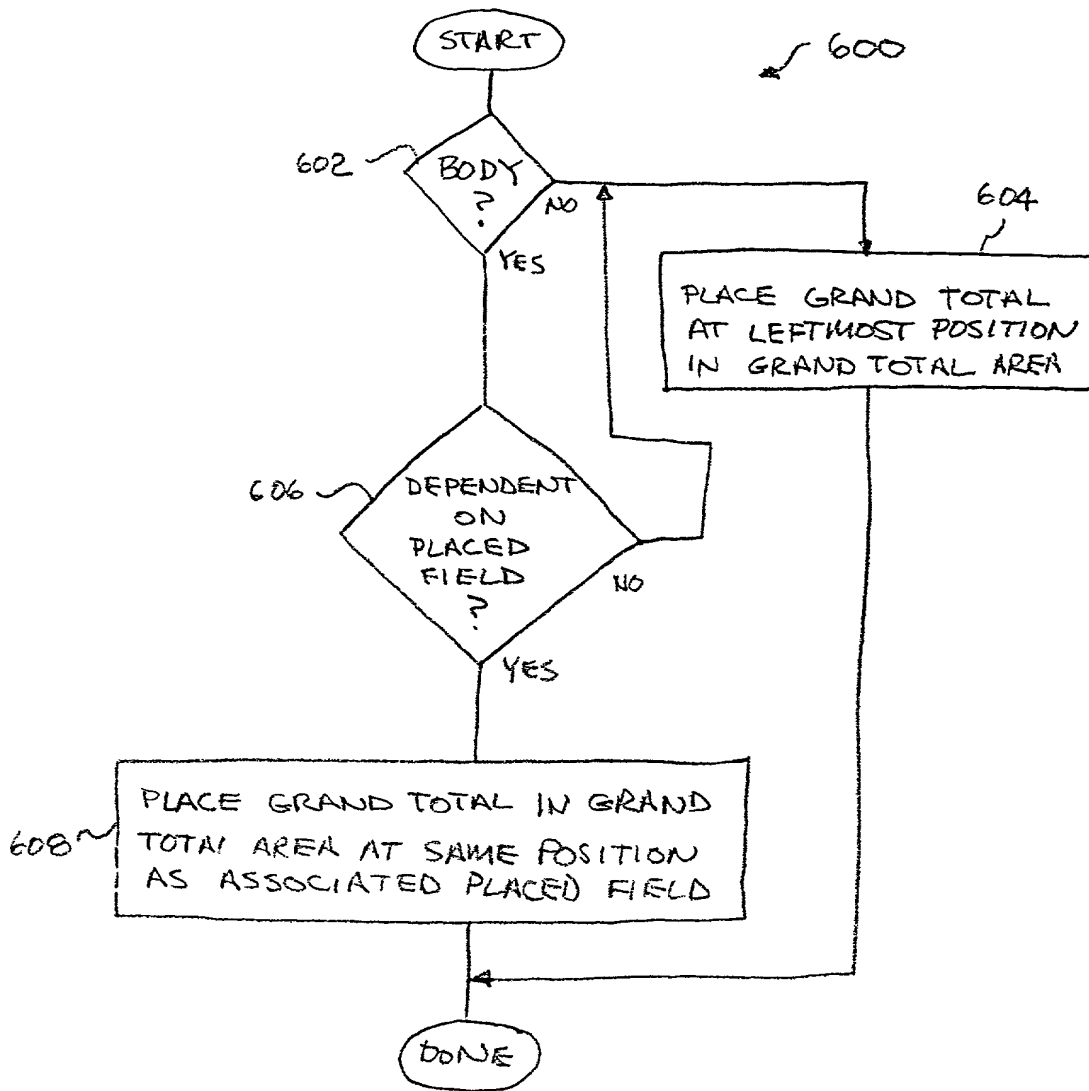 START
600
602
BODY
?
NO
YES
604
PLACE GRAND TOTAL
AT LEFTMOST POSITION
IN GRAND TOTAL AREA
606
DEPENDENT
ON
PLACED
FIELD
?
NO
YES
608
PLACE GRAND TOTAL IN GRAND
TOTAL AREA AT SAME POSITION
AS ASSOCIATED PLACED FIELD
DONE